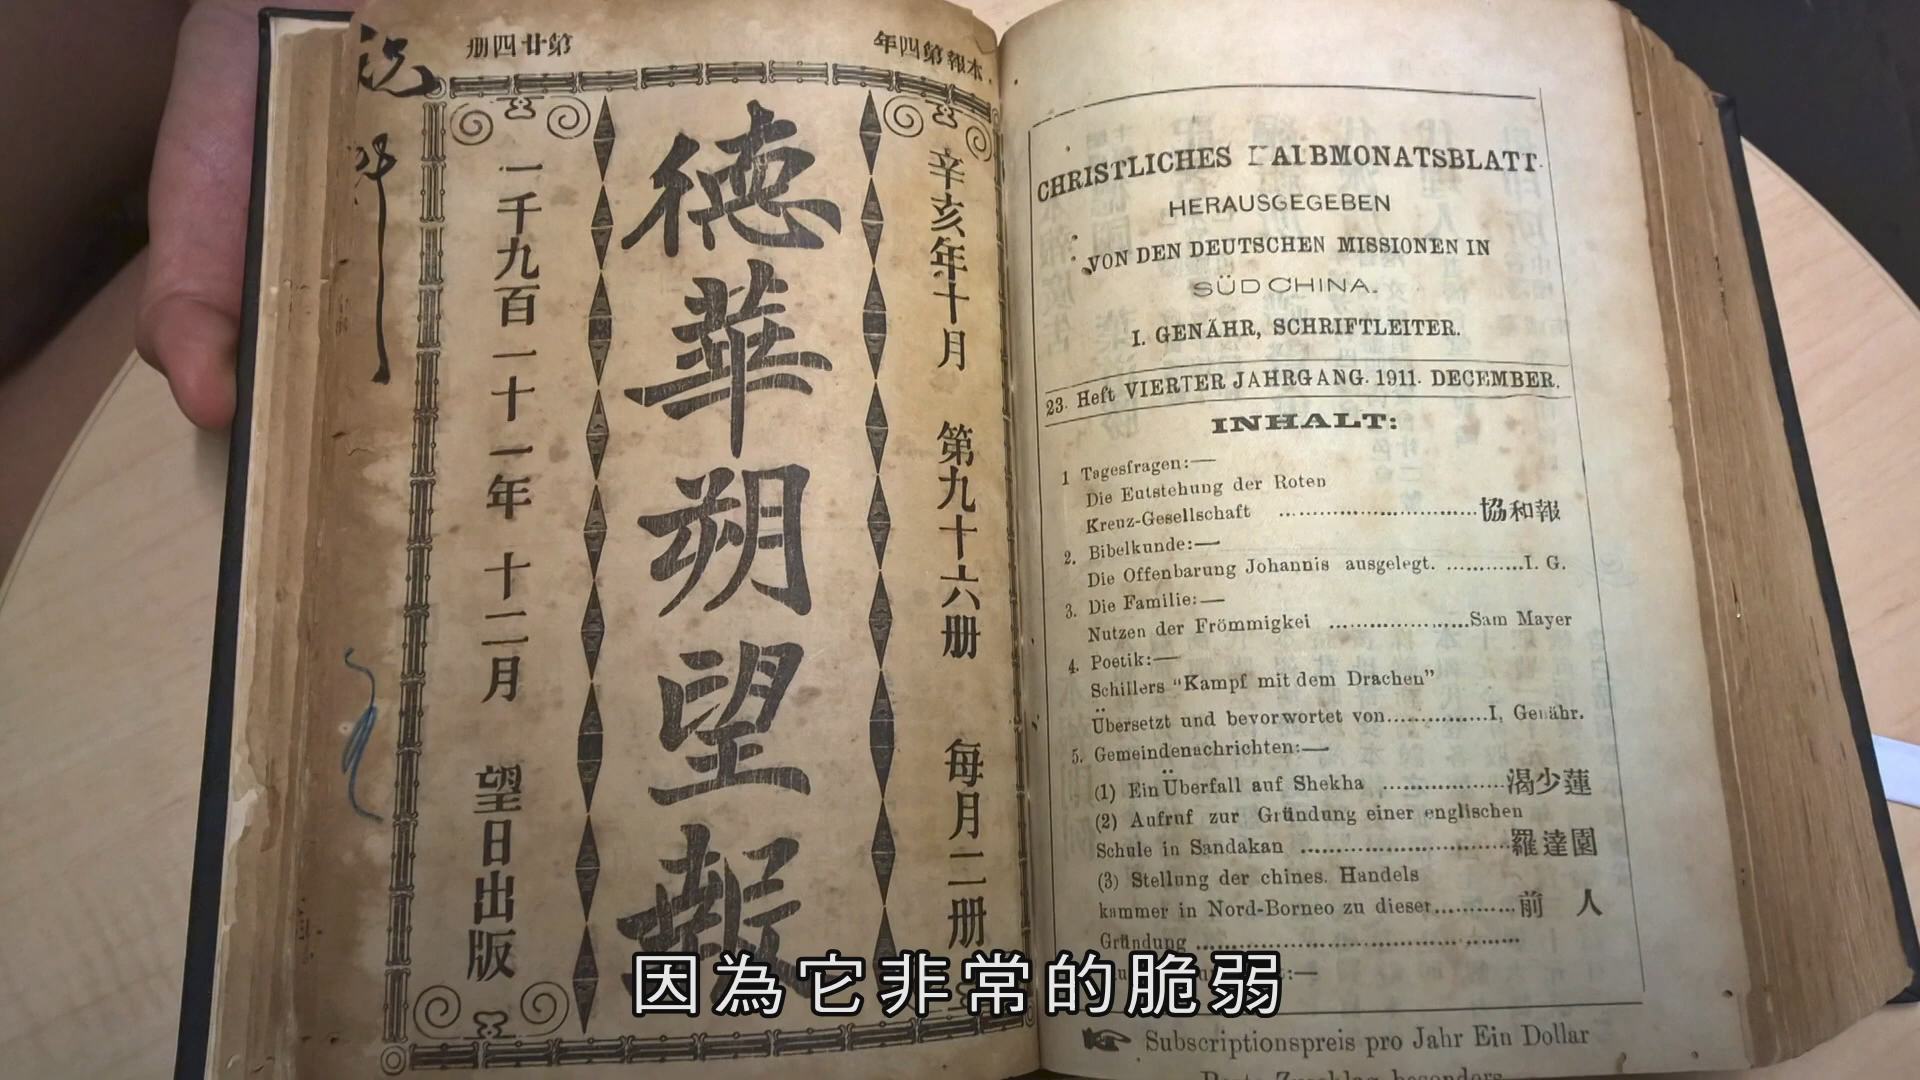 本報第四年
第廿四册
辛亥年十月 第九十六册 每月二册
德華朔望報
一千九百一十一年 十二月 望日出版
CHRISTLICHES HALBMONATSBLATT.
HERAUSGEGEBEN
VON DEN DEUTSCHEN MISSIONEN IN
SÜD CHINA.
I. GENÄHR, SCHRIFTLEITER.
23. Heft VIERTER JAHRGANG. 1911. DECEMBER.
INHALT:
1 Tagesfragen:—
Die Eutstehung der Roten
Kreuz-Gesellschaft ..............................協和報
2. Bibelkunde:—
Die Offenbarung Johannis ausgelegt. ............I. G.
3. Die Familie:—
Nutzen der Frömmigkei .....................Sam Mayer
4. Poetik:—
Schillers “Kampf mit dem Drachen”
Übersetzt und bevorwortet von...............I, Genähr.
5. Gemeindenachrichten:—
(1) Ein Überfall auf Shekha ..................渴少蓮
(2) Aufruf zur Gründung einer englischen
Schule in Sandakan ................................羅達園
(3) Stellung der chines. Handels
kammer in Nord-Borneo zu dieser............前 人
Gründung ................................................
Subscriptionspreis pro Jahr Ein Dollar
因為它非常的脆弱